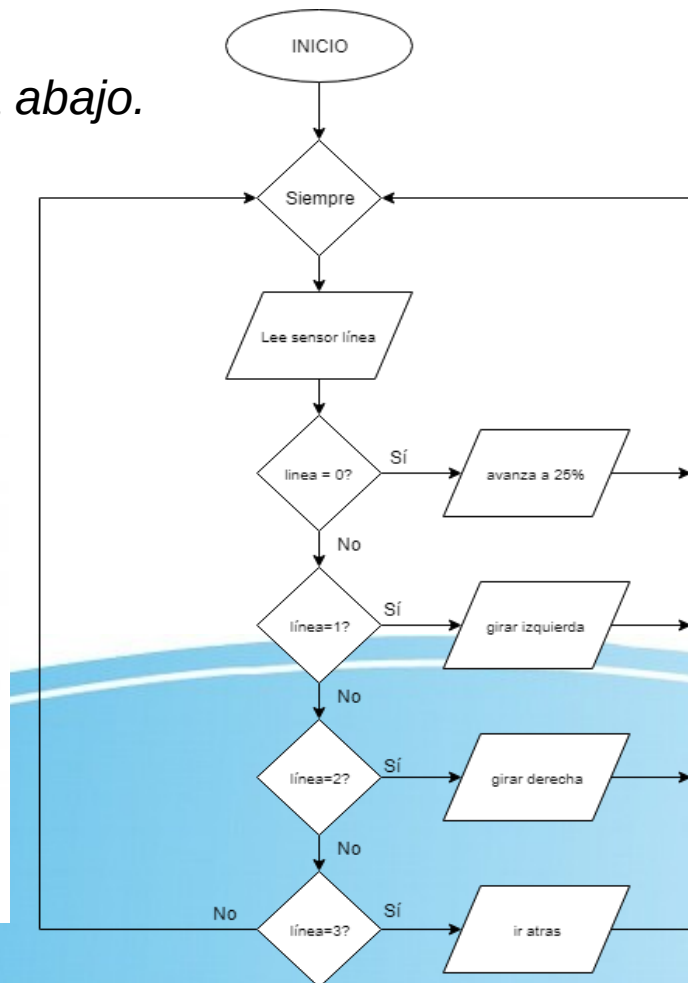 INICIO
abajo.
Siempre
Lee sensor línea
linea = 0?
Sí
avanza a 25%
No
línea=1?
Sí
girar izquierda
No
línea=2?
Sí
girar derecha
No
No
línea=3?
Sí
ir atras